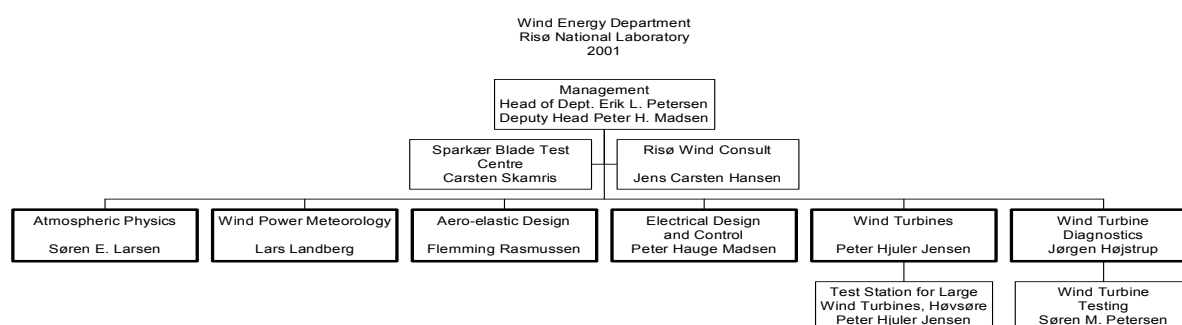 Wind Energy Department
Risø National Laboratory
2001
Management
Head of Dept. Erik L. Petersen
Deputy Head Peter H. Madsen
Sparkær Blade Test
Centre
Carsten Skamris
Risø Wind Consult
Jens Carsten Hansen
Atmospheric Physics
Søren E. Larsen
Wind Power Meteorology
Lars Landberg
Aero-elastic Design
Flemming Rasmussen
Electrical Design
and Control
Peter Hauge Madsen
Wind Turbines
Peter Hjuler Jensen
Wind Turbine
Diagnostics
Jørgen Højstrup
Test Station for Large
Wind Turbines, Høvsøre
Peter Hjuler Jensen
Wind Turbine
Testing
Søren M. Petersen